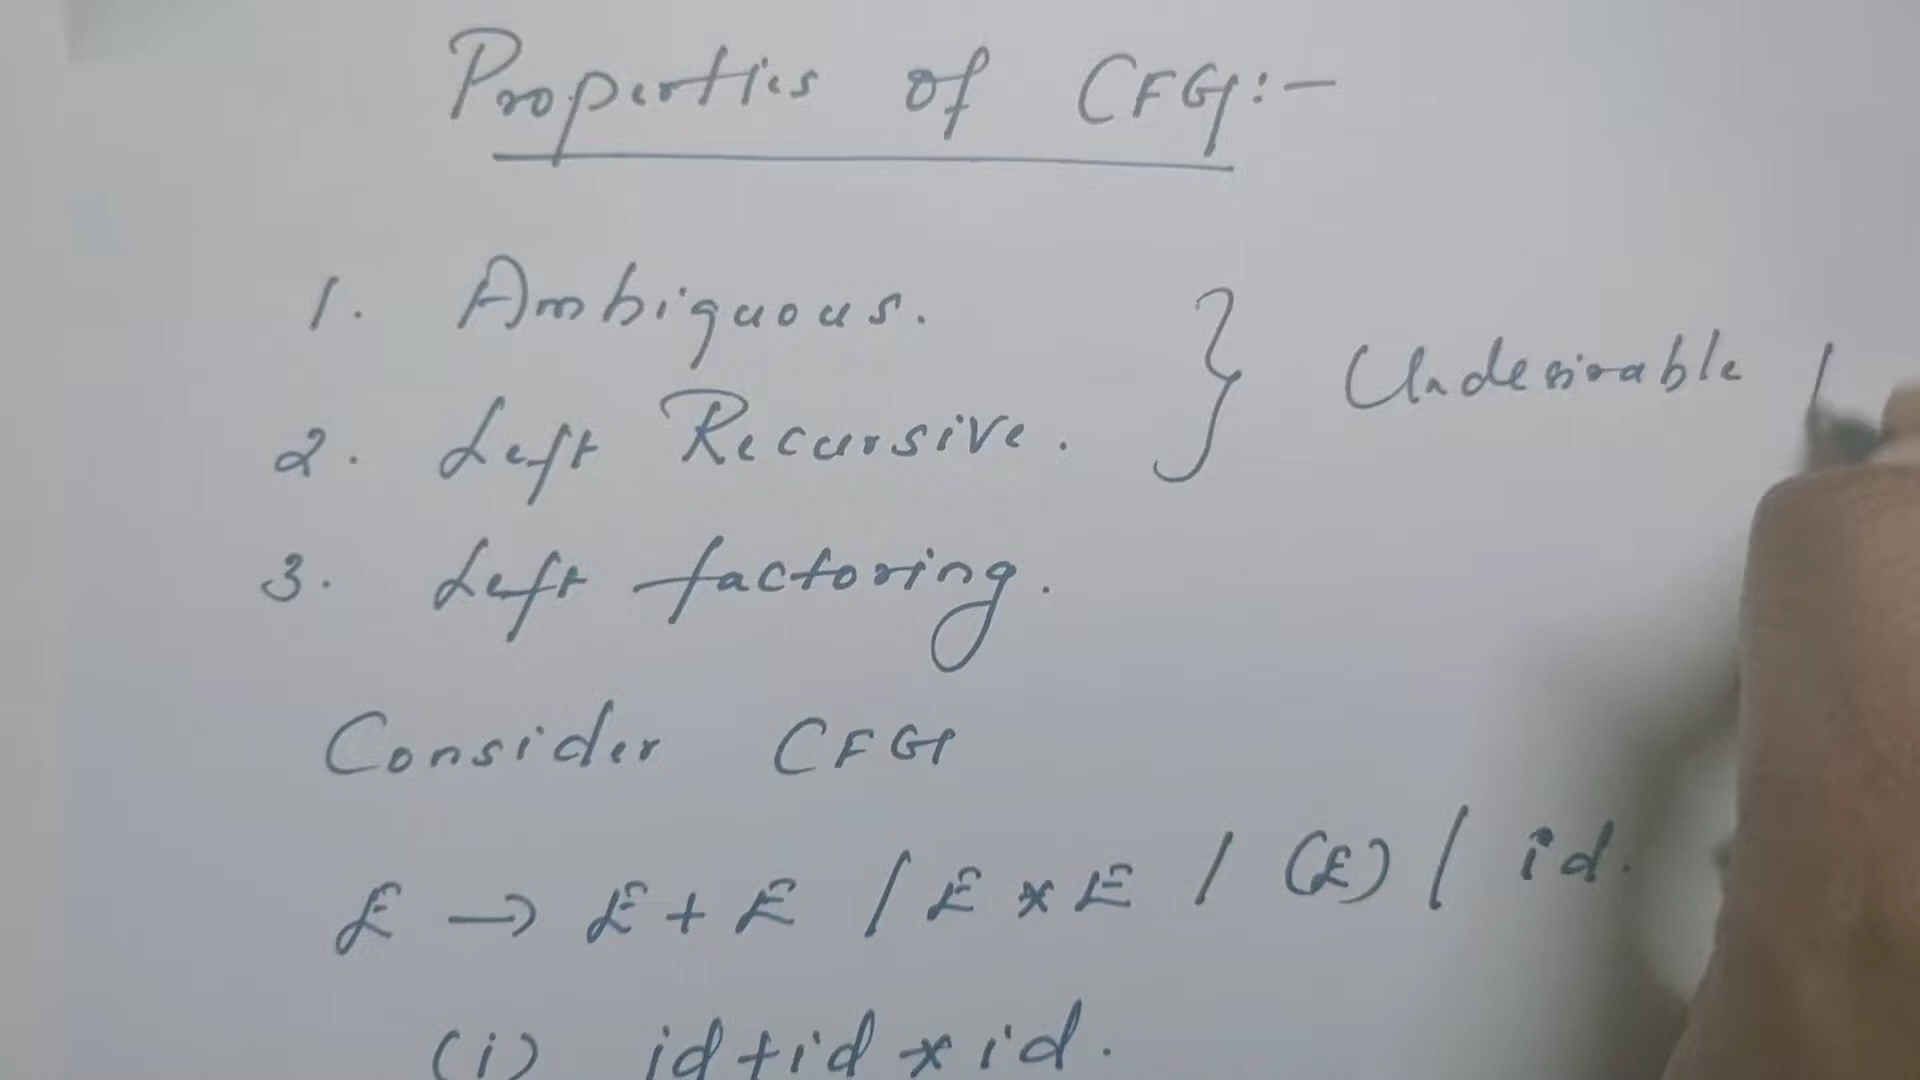 Properties of CFG:-
1. Ambiguous.
2. Left Recursive.
} Undesirable
3. Left factoring.
Consider CFG
E → E + E / E * E / (E) / id.
(i) id + id * id.